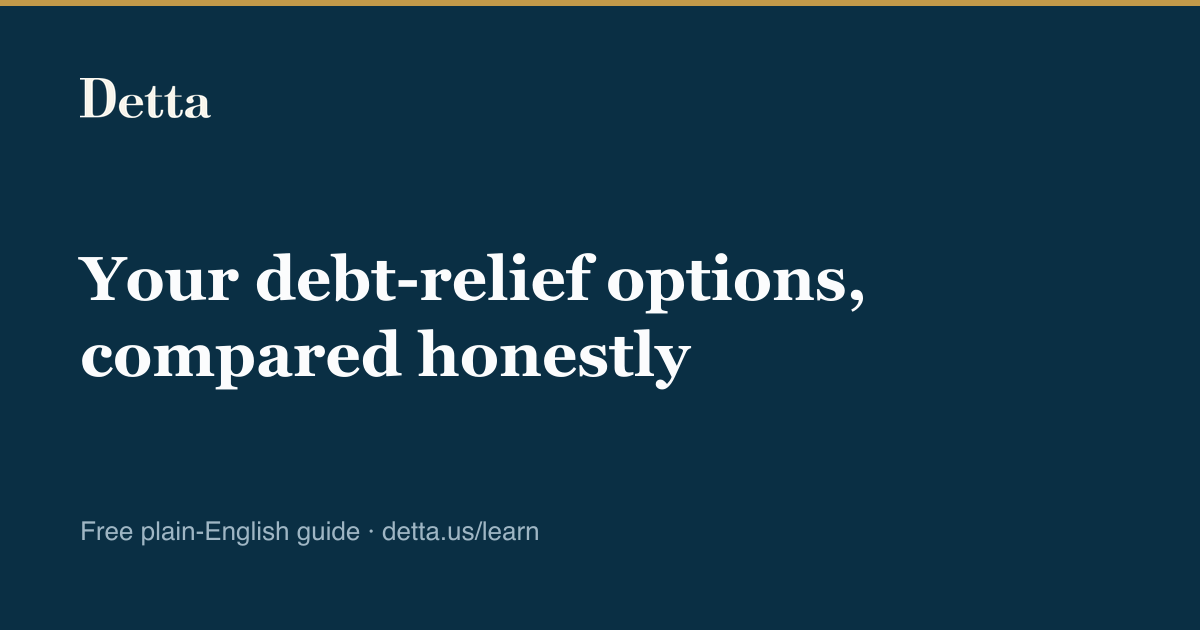 Detta
Your debt-relief options,
compared honestly
Free plain-English guide · detta.us/learn